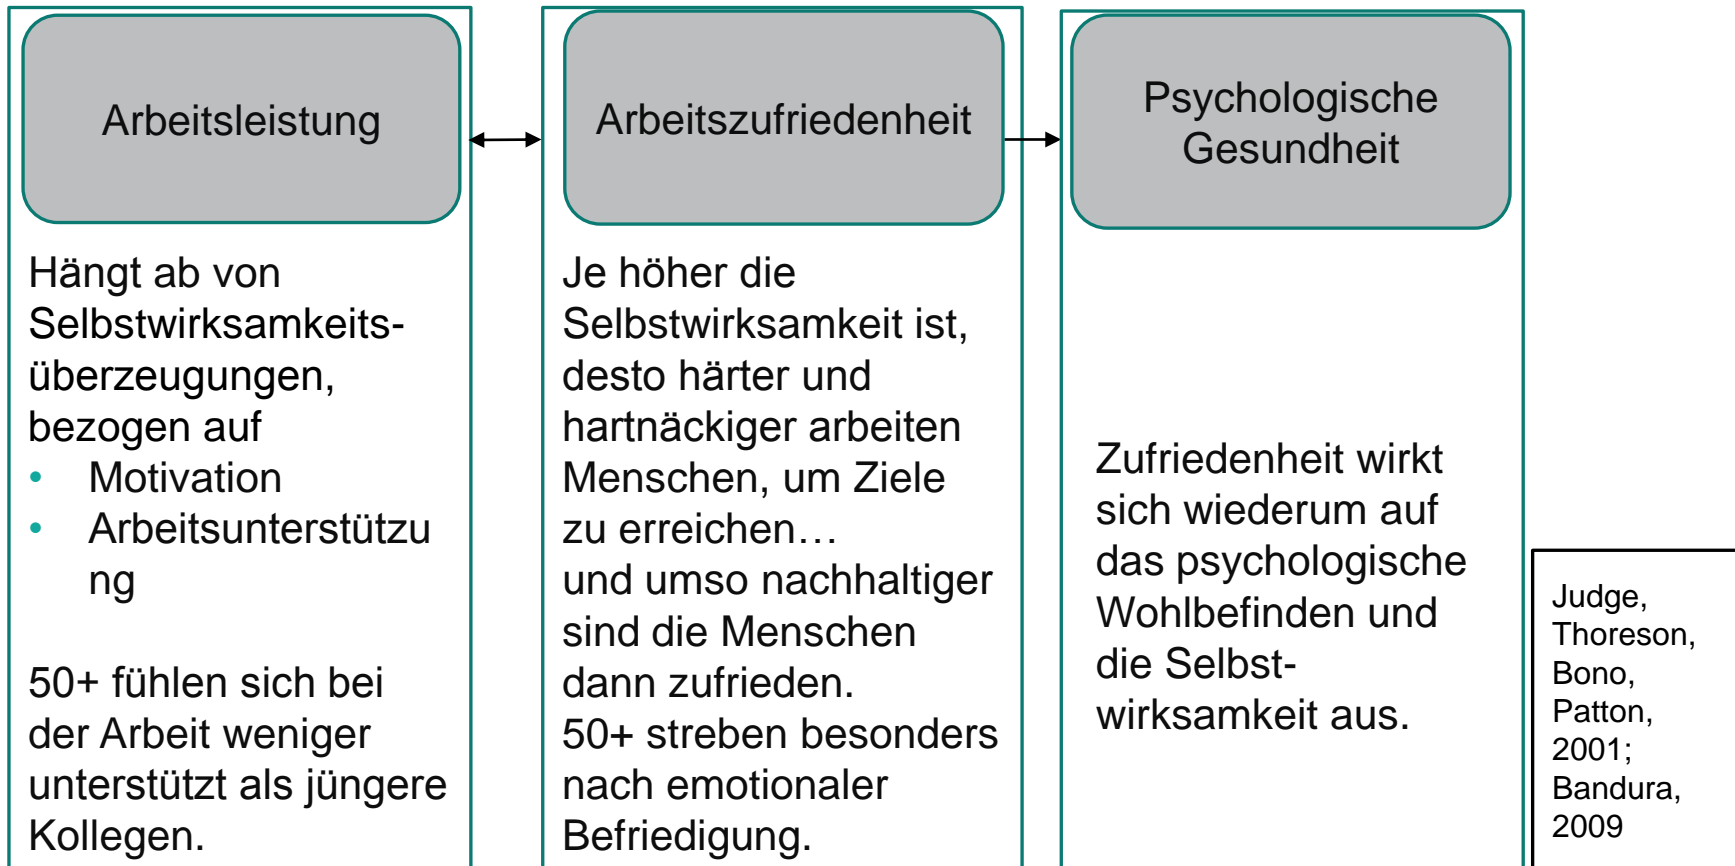 Arbeitsleistung
Hängt ab von
Selbstwirksamkeits-
überzeugungen,
bezogen auf
• Motivation
• Arbeitsunterstützu
ng
50+ fühlen sich bei
der Arbeit weniger
unterstützt als jüngere
Kollegen.
Arbeitszufriedenheit
Je höher die
Selbstwirksamkeit ist,
desto härter und
hartnäckiger arbeiten
Menschen, um Ziele
zu erreichen…
und umso nachhaltiger
sind die Menschen
dann zufrieden.
50+ streben besonders
nach emotionaler
Befriedigung.
Psychologische
Gesundheit
Zufriedenheit wirkt
sich wiederum auf
das psychologische
Wohlbefinden und
die Selbst-
wirksamkeit aus.
Judge,
Thoreson,
Bono,
Patton,
2001;
Bandura,
2009